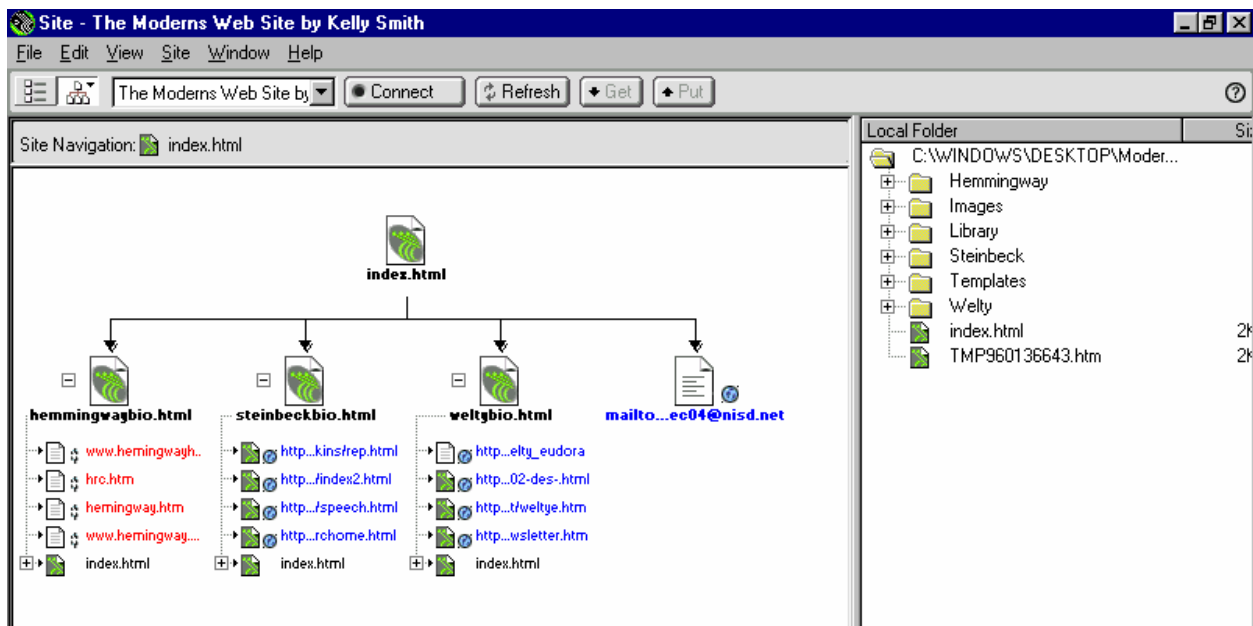 Site - The Moderns Web Site by Kelly Smith
File Edit View Site Window Help
The Moderns Web Site by Connect Refresh Get Put
Site Navigation: index.html
index.html
hemmingwaybio.html steinbeckbio.html weltybio.html mailto...ec04@nisd.net
www.hemingwayh.. http...kins/rep.html http...elty_eudora
hrc.htm http.../index2.html http...02-des-.html
hemingway.htm http.../speech.html http...t/weltye.htm
www.hemingway.... http...rchome.html http...wsletter.htm
index.html index.html index.html
Local Folder Si
C:\WINDOWS\DESKTOP\Moder...
Hemmingway
Images
Library
Steinbeck
Templates
Welty
index.html 2K
TMP960136643.htm 2K